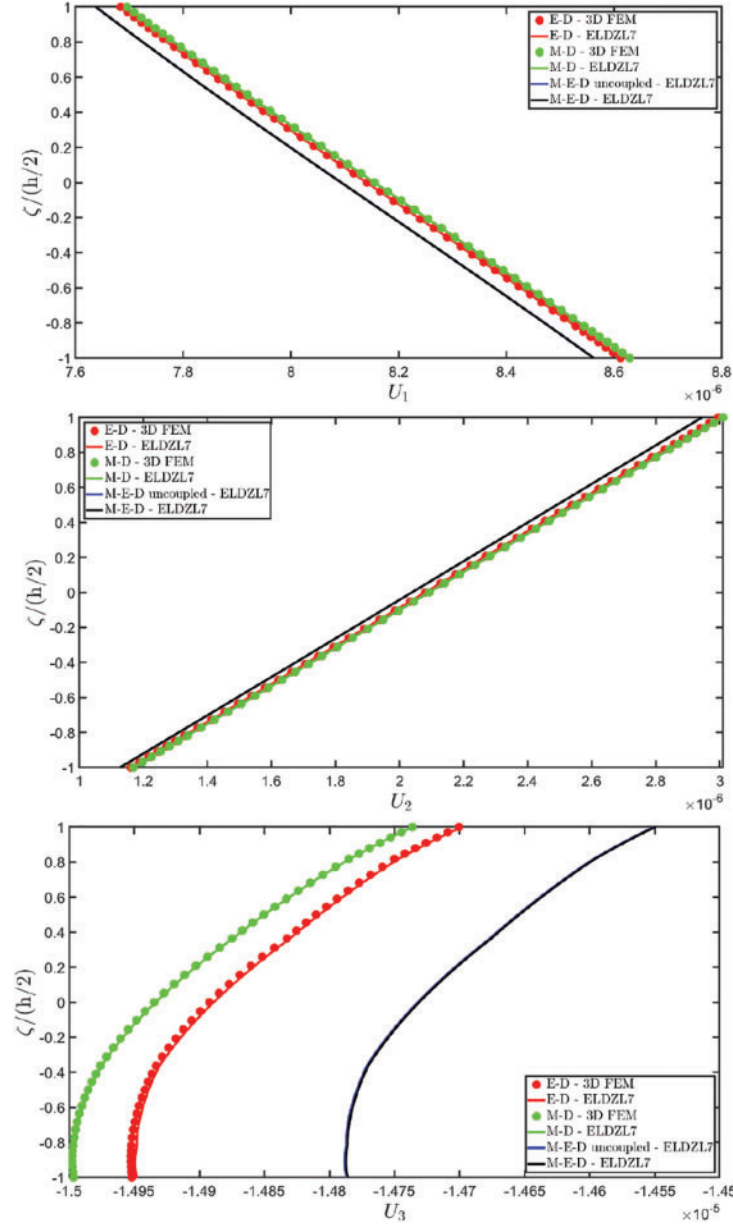 1
0.8
0.6
0.4
0.2
0
-0.2
-0.4
-0.6
-0.8
-1
ζ/(h/2)
E-D - 3D FEM
E-D - ELDZL7
M-D - 3D FEM
M-D - ELDZL7
M-E-D uncoupled - ELDZL7
M-E-D - ELDZL7
7.6 7.8 8 8.2 8.4 8.6 8.8
U₁ ×10⁻⁶
1
0.8
0.6
0.4
0.2
0
-0.2
-0.4
-0.6
-0.8
-1
ζ/(h/2)
E-D - 3D FEM
E-D - ELDZL7
M-D - 3D FEM
M-D - ELDZL7
M-E-D uncoupled - ELDZL7
M-E-D - ELDZL7
1 1.2 1.4 1.6 1.8 2 2.2 2.4 2.6 2.8 3
U₂ ×10⁻⁶
1
0.8
0.6
0.4
0.2
0
-0.2
-0.4
-0.6
-0.8
-1
ζ/(h/2)
E-D - 3D FEM
E-D - ELDZL7
M-D - 3D FEM
M-D - ELDZL7
M-E-D uncoupled - ELDZL7
M-E-D - ELDZL7
-1.5 -1.495 -1.49 -1.485 -1.48 -1.475 -1.47 -1.465 -1.46 -1.455 -1.45
U₃ ×10⁻⁵